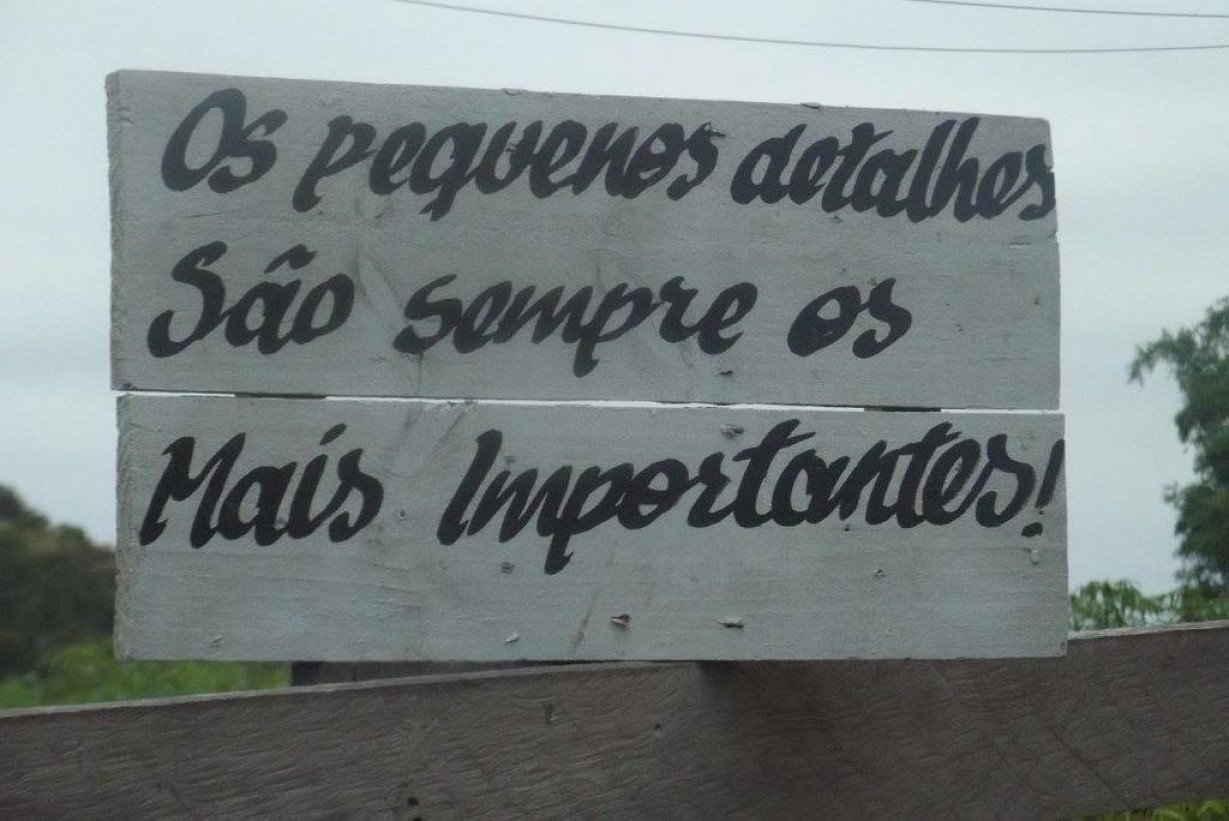 Os pequenos detalhes
São sempre os
Mais Importantes!